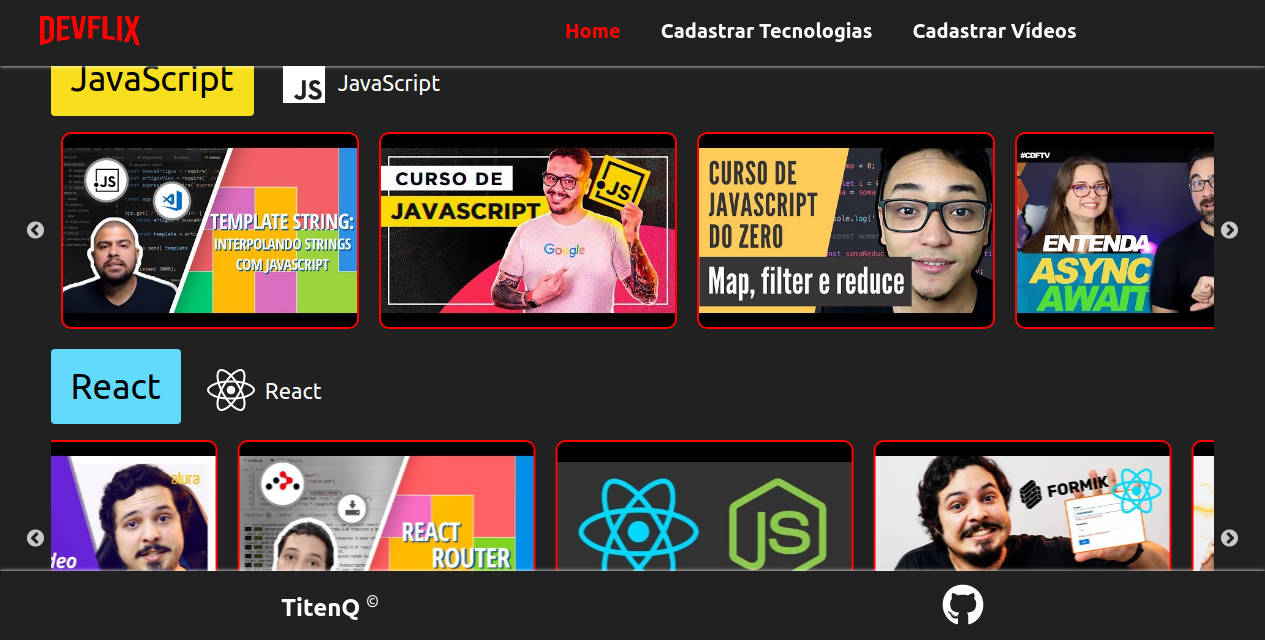 DEVFLIX
Home
Cadastrar Tecnologias
Cadastrar Vídeos
JavaScript
JS JavaScript
.JS
TEMPLATE STRING:
INTERPOLANDO STRINGS
COM JAVASCRIPT
CURSO DE
JAVASCRIPT
.JS
Google
CURSO DE
JAVASCRIPT
DO ZERO
Map, filter e reduce
#CDFTV
ENTENDA
ASYNC
AWAIT
React
React
alura
deo
REACT
ROUTER
JS
FORMIK
TitenQ ©